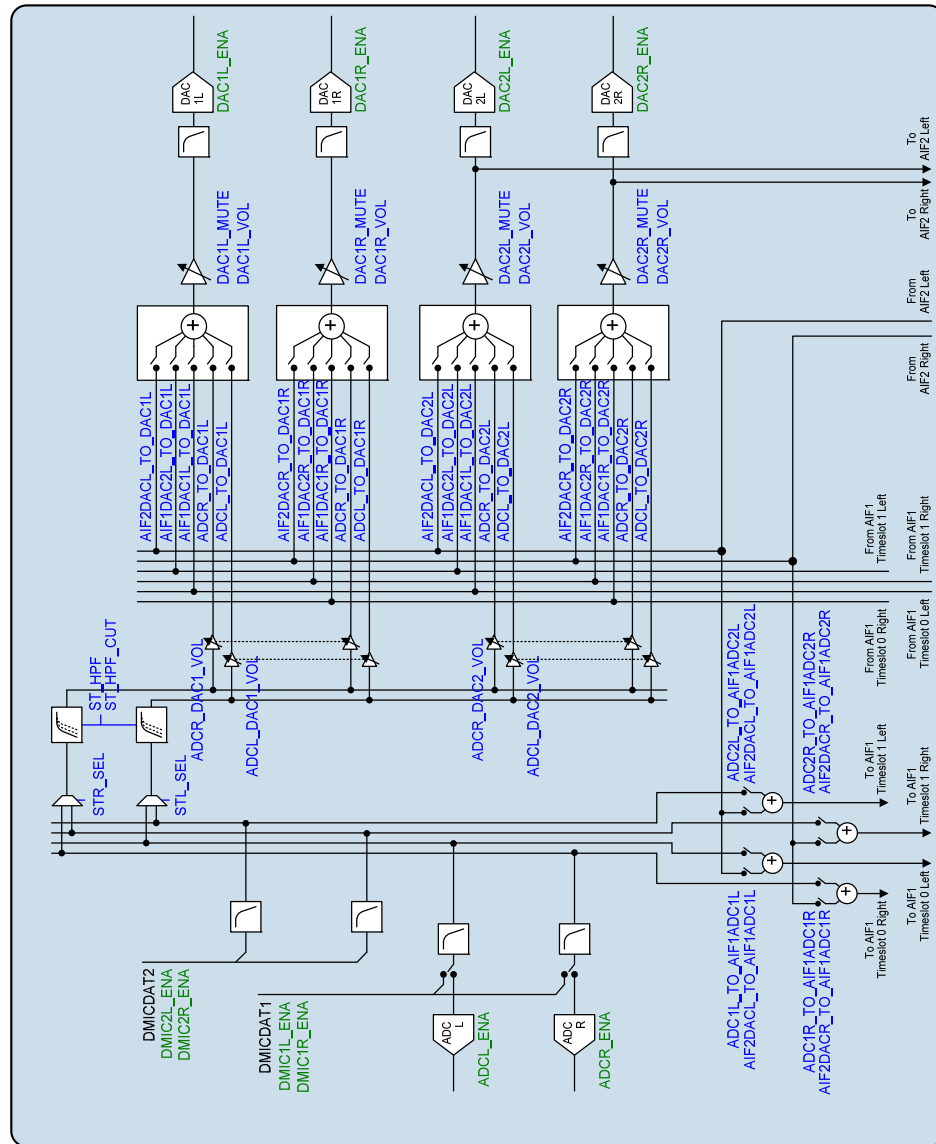 DAC
1L
DAC1L_ENA
DAC
1R
DAC1R_ENA
DAC
2L
DAC2L_ENA
DAC
2R
DAC2R_ENA
To
AIF2 Left
To
AIF2 Right
DAC1L_MUTE
DAC1L_VOL
DAC1R_MUTE
DAC1R_VOL
DAC2L_MUTE
DAC2L_VOL
DAC2R_MUTE
DAC2R_VOL
From
AIF2 Left
From
AIF2 Right
+
+
+
+
AIF2DACL_TO_DAC1L
AIF1DAC2L_TO_DAC1L
AIF1DAC1L_TO_DAC1L
ADCR_TO_DAC1L
ADCL_TO_DAC1L
AIF2DACR_TO_DAC1R
AIF1DAC2R_TO_DAC1R
AIF1DAC1R_TO_DAC1R
ADCR_TO_DAC1R
ADCL_TO_DAC1R
AIF2DACL_TO_DAC2L
AIF1DAC2L_TO_DAC2L
AIF1DAC1L_TO_DAC2L
ADCR_TO_DAC2L
ADCL_TO_DAC2L
AIF2DACR_TO_DAC2R
AIF1DAC2R_TO_DAC2R
AIF1DAC1R_TO_DAC2R
ADCR_TO_DAC2R
ADCL_TO_DAC2R
From AIF1
Timeslot 1 Left
From AIF1
Timeslot 1 Right
From AIF1
Timeslot 0 Right
From AIF1
Timeslot 0 Left
ST_HPF
ST_HPF_CUT
STR_SEL
STL_SEL
ADCR_DAC1_VOL
ADCL_DAC1_VOL
ADCR_DAC2_VOL
ADCL_DAC2_VOL
ADC2L_TO_AIF1ADC2L
AIF2DACL_TO_AIF1ADC2L
ADC2R_TO_AIF1ADC2R
AIF2DACR_TO_AIF1ADC2R
To AIF1
Timeslot 1 Left
To AIF1
Timeslot 1 Right
+
+
+
+
To AIF1
Timeslot 0 Right
To AIF1
Timeslot 0 Left
ADC1L_TO_AIF1ADC1L
AIF2DACL_TO_AIF1ADC1L
ADC1R_TO_AIF1ADC1R
AIF2DACR_TO_AIF1ADC1R
DMICDAT2
DMIC2L_ENA
DMIC2R_ENA
DMICDAT1
DMIC1L_ENA
DMIC1R_ENA
ADC
L
ADCL_ENA
ADC
R
ADCR_ENA